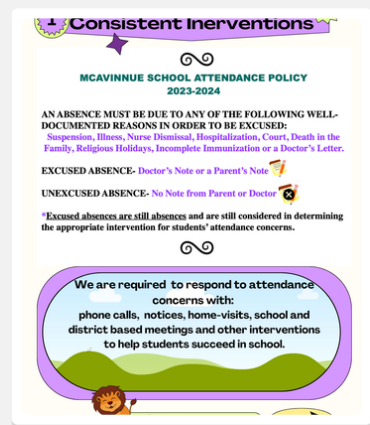 1 Consistent Inerventions
MCAVINNUE SCHOOL ATTENDANCE POLICY
2023-2024
AN ABSENCE MUST BE DUE TO ANY OF THE FOLLOWING WELL-
DOCUMENTED REASONS IN ORDER TO BE EXCUSED:
Suspension, Illness, Nurse Dismissal, Hospitalization, Court, Death in the
Family, Religious Holidays, Incomplete Immunization or a Doctor's Letter.
EXCUSED ABSENCE- Doctor's Note or a Parent's Note
UNEXCUSED ABSENCE- No Note from Parent or Doctor
*Excused absences are still absences and are still considered in determining
the appropriate intervention for students' attendance concerns.
We are required to respond to attendance
concerns with:
phone calls, notices, home-visits, school and
district based meetings and other interventions
to help students succeed in school.